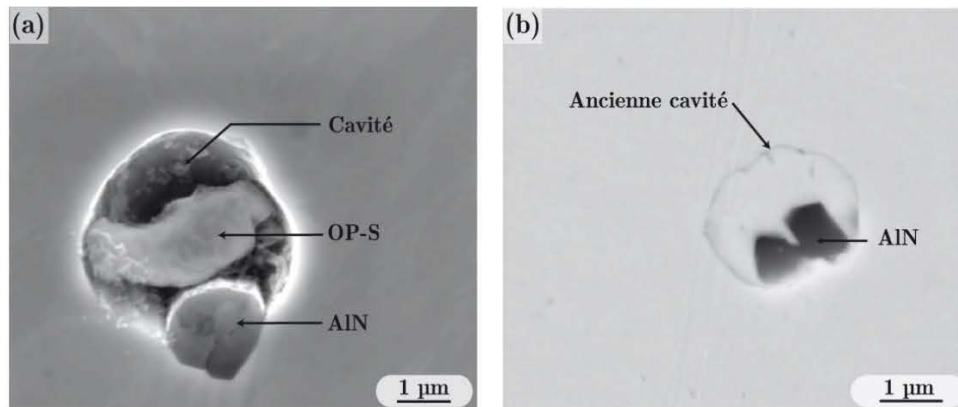 (a)
Cavité
OP-S
AlN
1 µm
(b)
Ancienne cavité
AlN
1 µm